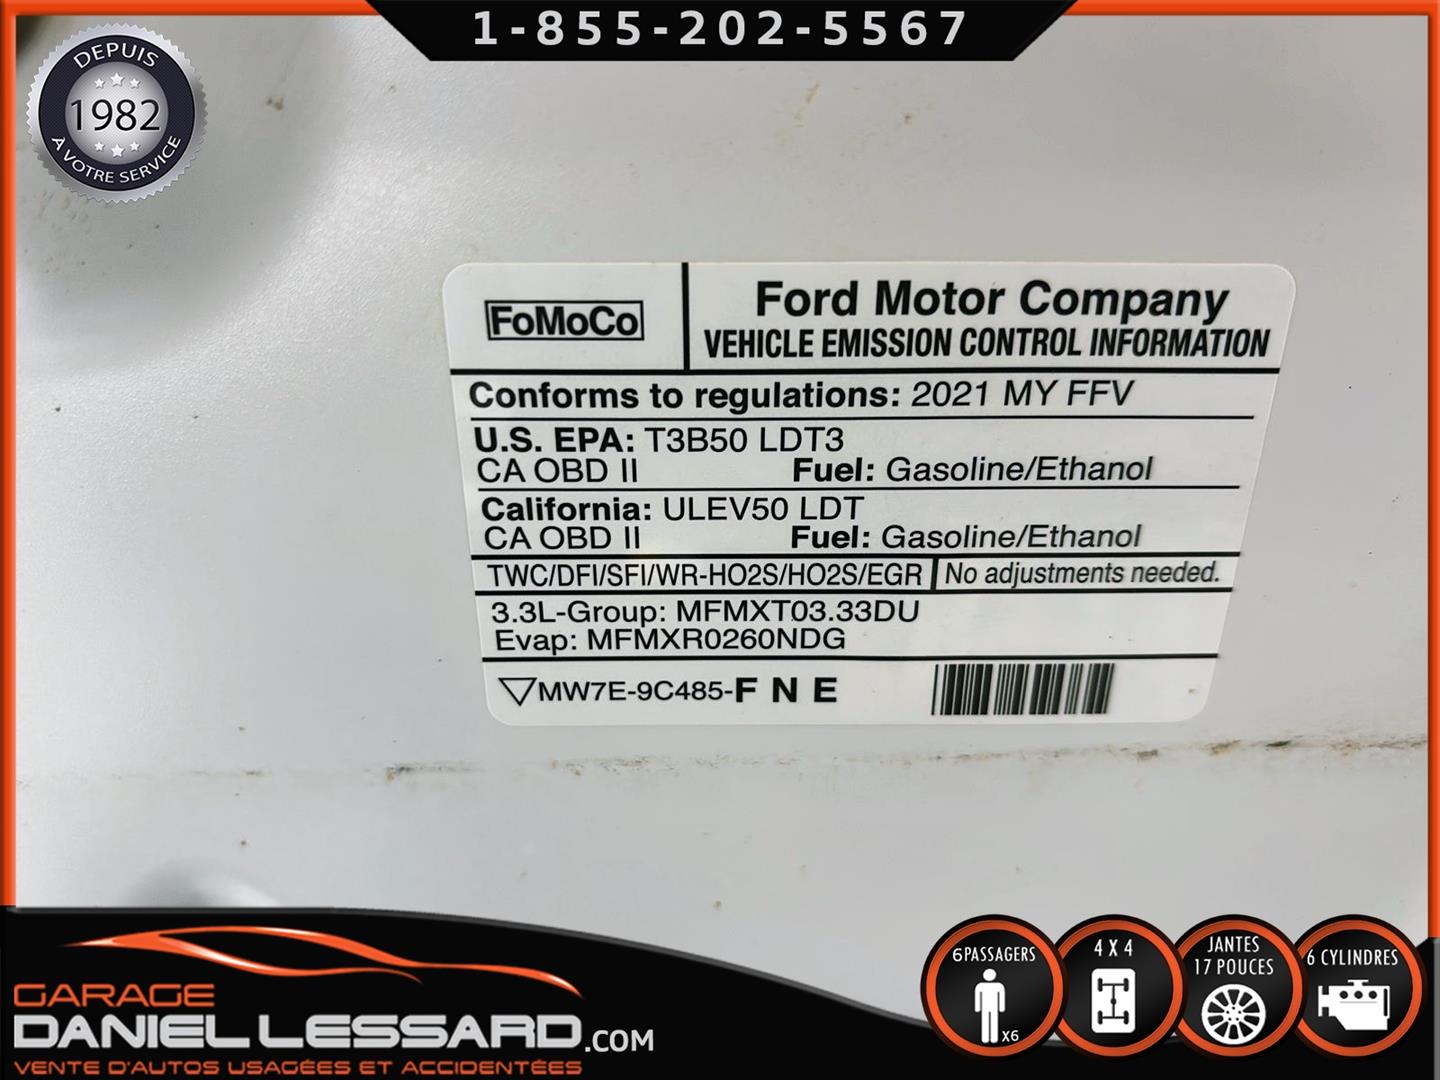 1-855-202-5567
DEPUIS
1982
À VOTRE SERVICE
FoMoCo
Ford Motor Company
VEHICLE EMISSION CONTROL INFORMATION
Conforms to regulations: 2021 MY FFV
U.S. EPA: T3B50 LDT3
CA OBD II Fuel: Gasoline/Ethanol
California: ULEV50 LDT
CA OBD II Fuel: Gasoline/Ethanol
TWC/DFI/SFI/WR-HO2S/HO2S/EGR No adjustments needed.
3.3L-Group: MFMXT03.33DU
Evap: MFMXR0260NDG
MW7E-9C485-F N E
GARAGE
DANIEL LESSARD.COM
VENTE D'AUTOS USAGÉES ET ACCIDENTÉES
6 PASSAGERS
X6
4 X 4
JANTES
17 POUCES
6 CYLINDRES